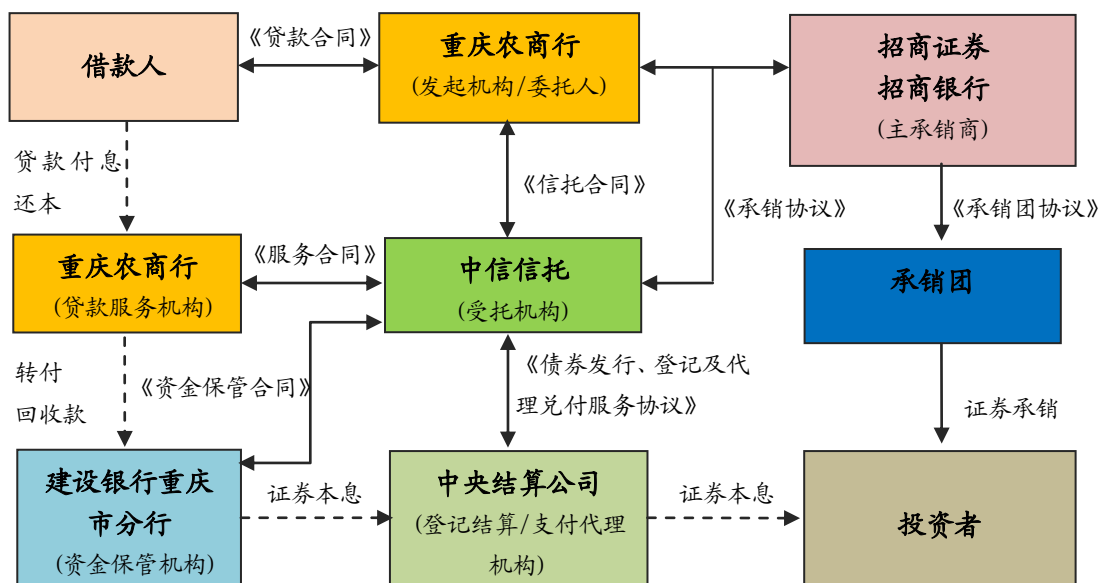 借款人
《贷款合同》
重庆农商行
(发起机构/委托人)
招商证券
招商银行
(主承销商)
贷款付息
还本
《信托合同》
《承销协议》
《承销团协议》
重庆农商行
(贷款服务机构)
《服务合同》
中信信托
(受托机构)
承销团
转付
回收款
《资金保管合同》
《债券发行、登记及代
理兑付服务协议》
证券承销
建设银行重庆
市分行
(资金保管机构)
证券本息
中央结算公司
(登记结算/支付代理
机构)
证券本息
投资者